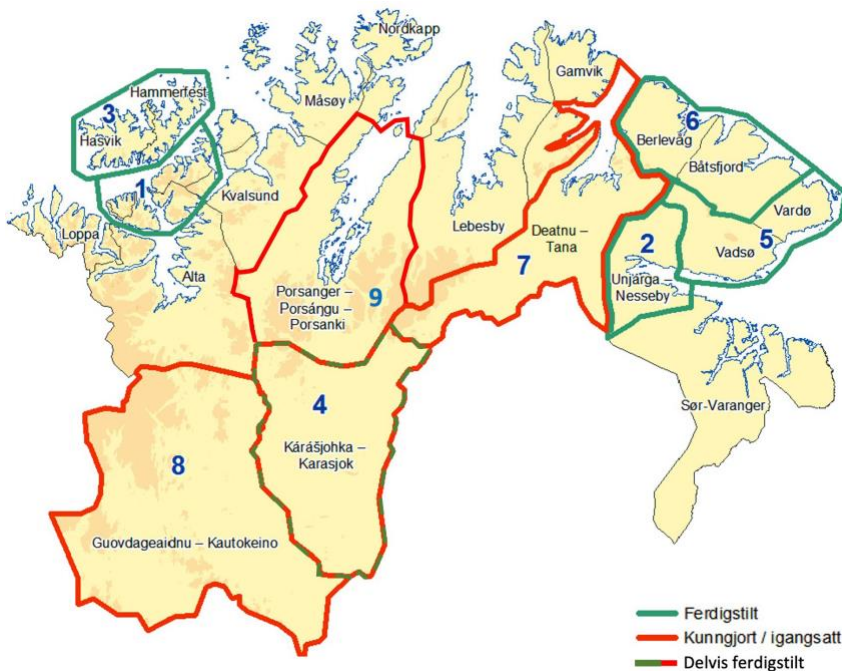 Nordkapp
Gamvik
Hammerfest
3
Måsøy
6
Hasvik
Berlevåg
Båtsfjord
1
Kvalsund
Vardø
Loppa
Lebesby
Deatnu –
Tana
2
5
Vadsø
Alta
7
Unjarga
Nesseby
Porsanger –
Porsáŋgu –
Porsanki
9
4
Sør-Varanger
Kárášjohka –
Karasjok
8
Guovdageaidnu – Kautokeino
Ferdigstilt
Kunngjort / igangsatt
Delvis ferdigstilt